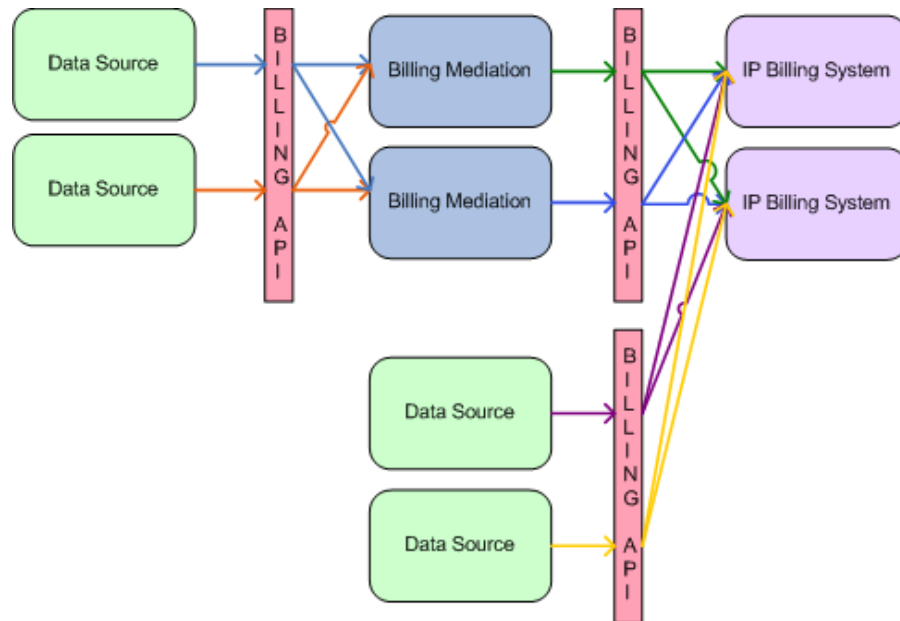 Data Source
Data Source
BILLING API
Billing Mediation
Billing Mediation
BILLING API
IP Billing System
IP Billing System
Data Source
Data Source
BILLING API